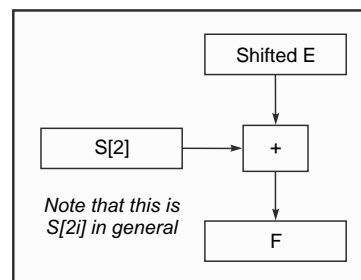 Shifted E
S[2]
+
Note that this is
S[2i] in general
F